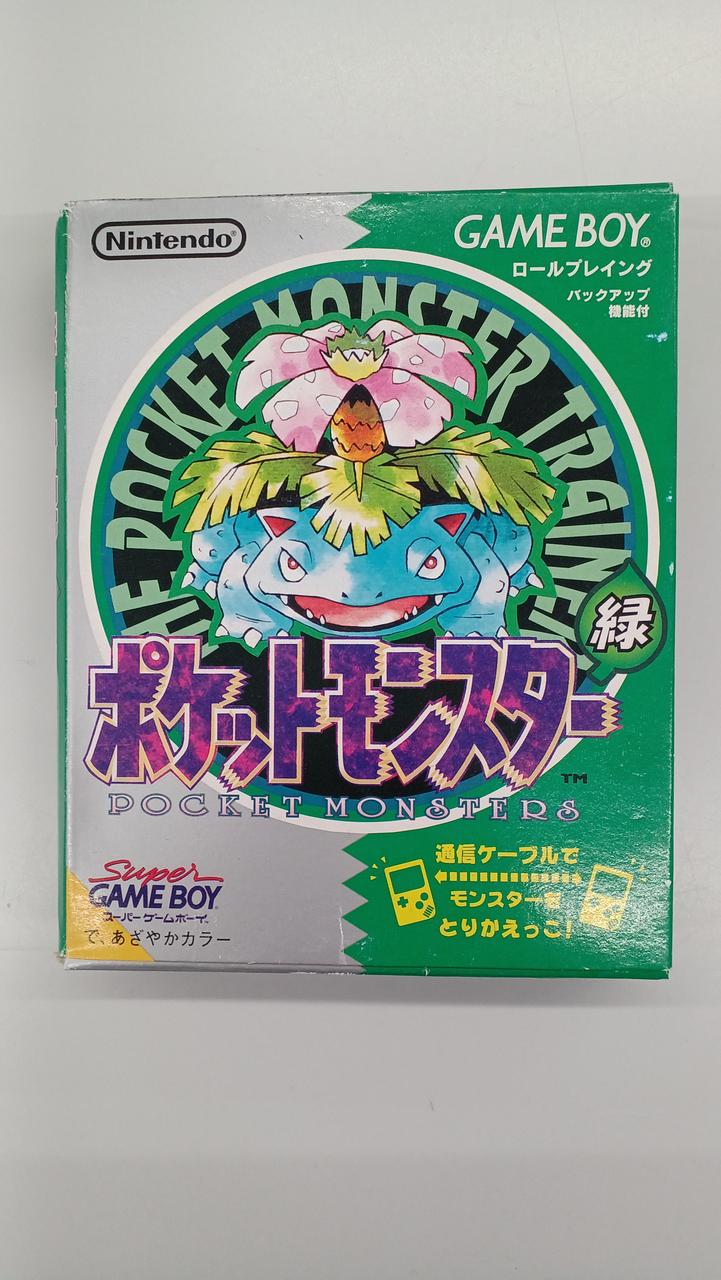 Nintendo®
GAME BOY®
ロールプレイング
バックアップ
機能付
THE POCKET MONSTER TRAINER
緑
ポケットモンスター
TM
POCKET MONSTERS
Super
GAME BOY
スーパーゲームボーイ
で、あざやかカラー
通信ケーブルで
モンスターを
とりかえっこ!